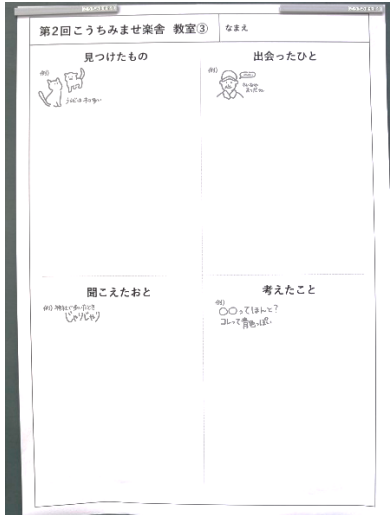 第2回こうちみませ楽舎 教室③
なまえ
見つけたもの
例)
出会ったひと
例)
聞こえたおと
例)
じゃりじゃり
考えたこと
例)
○○ってほんと?
コレって青色っぽい